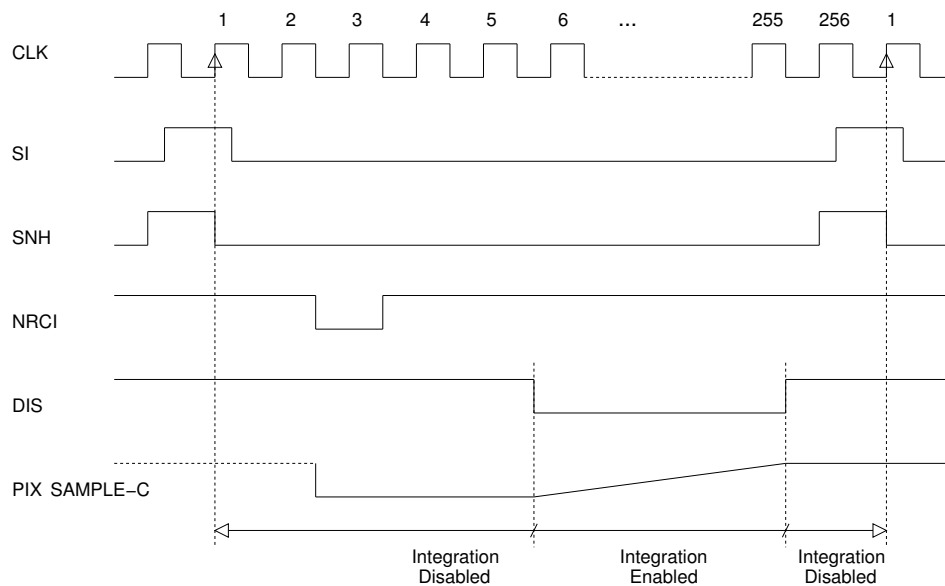 1 2 3 4 5 6 ... 255 256 1
CLK
SI
SNH
NRCI
DIS
PIX SAMPLE−C
Integration Disabled
Integration Enabled
Integration Disabled